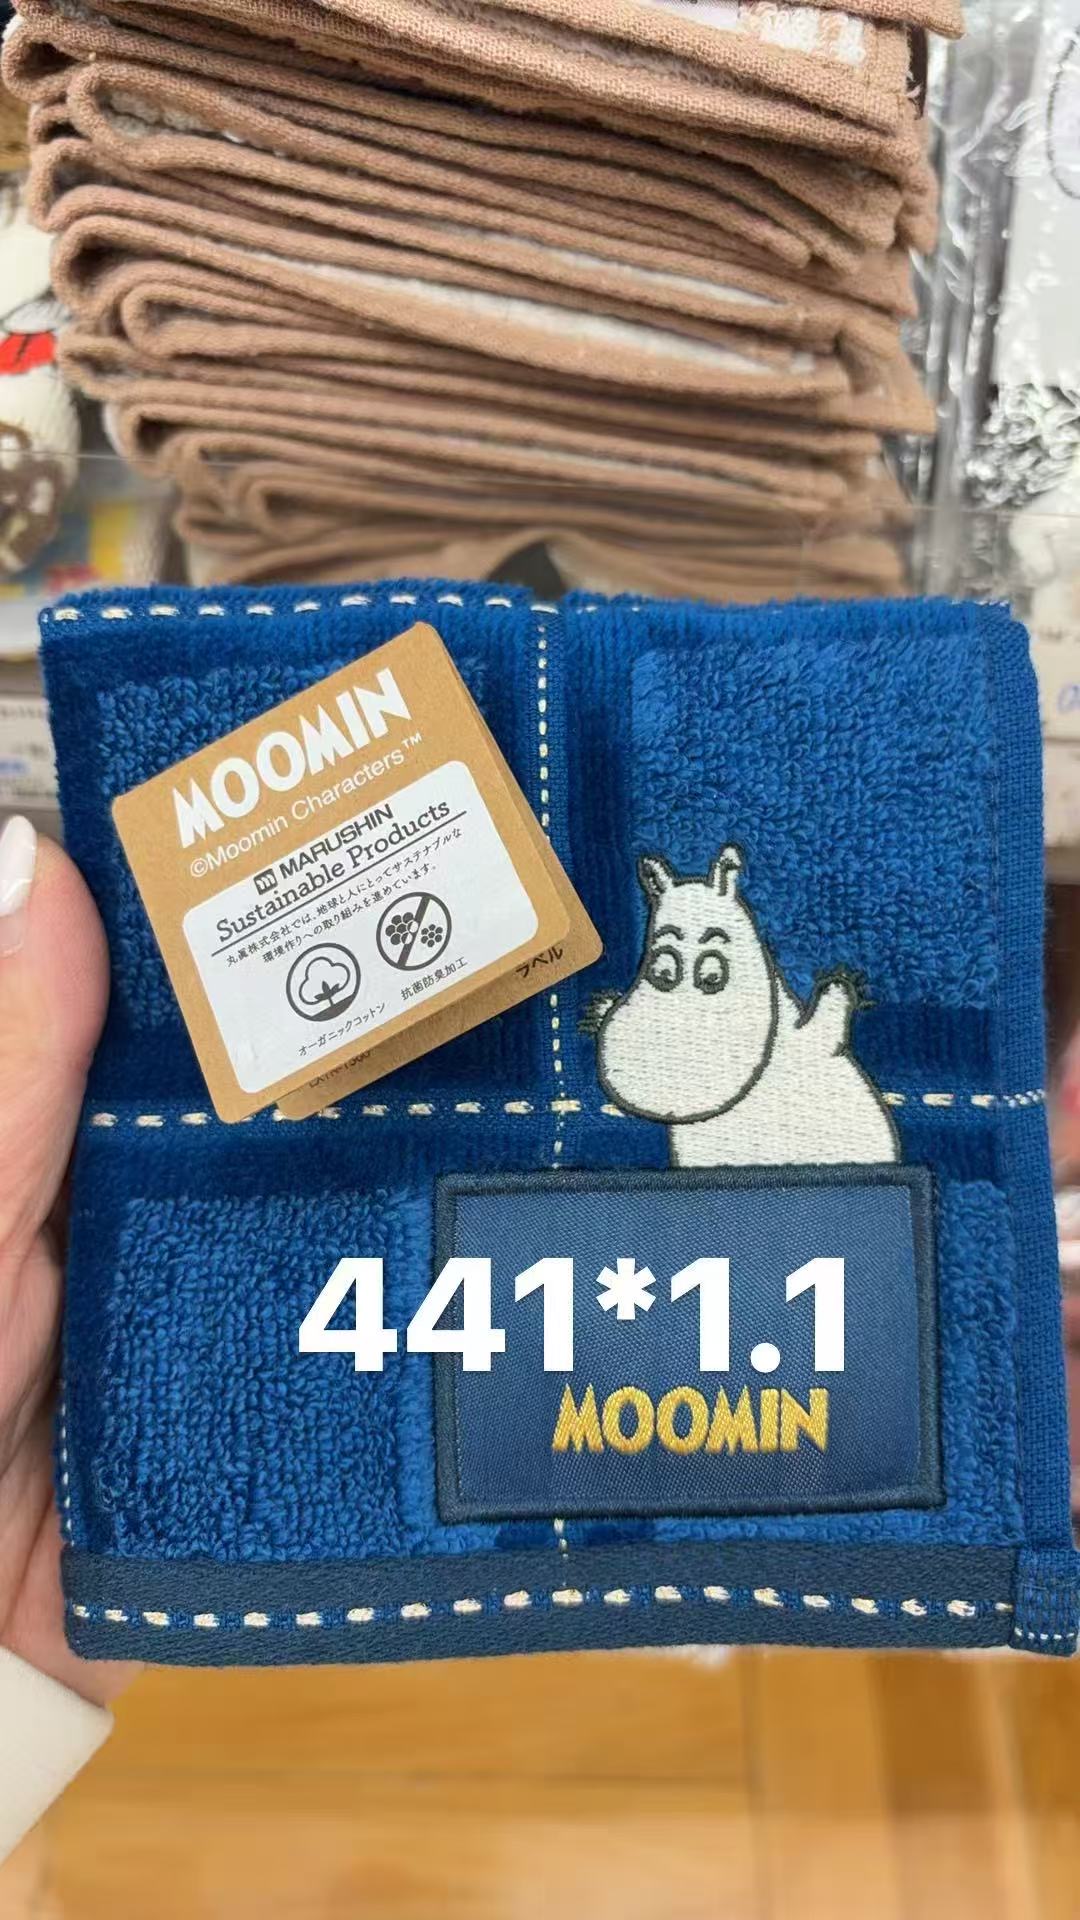 MOOMIN
©Moomin Characters™
MARUSHIN
Sustainable Products
丸眞株式会社では、地球と人にとってサステナブルな
環境作りへの取り組みを進めています。
オーガニックコットン
抗菌防臭加工
ラベル
441*1.1
MOOMIN